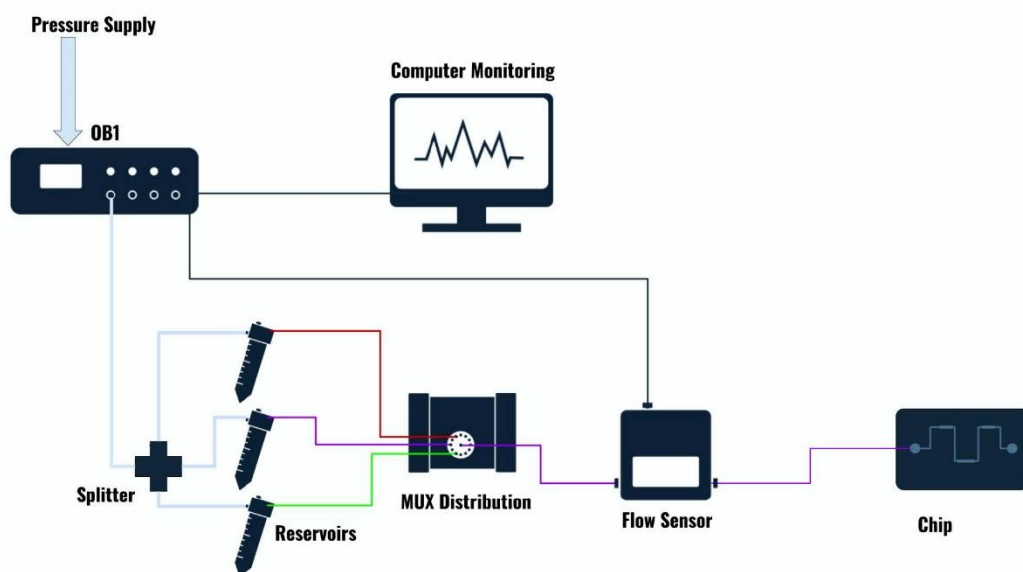 Pressure Supply
Computer Monitoring
OB1
Splitter
Reservoirs
MUX Distribution
Flow Sensor
Chip